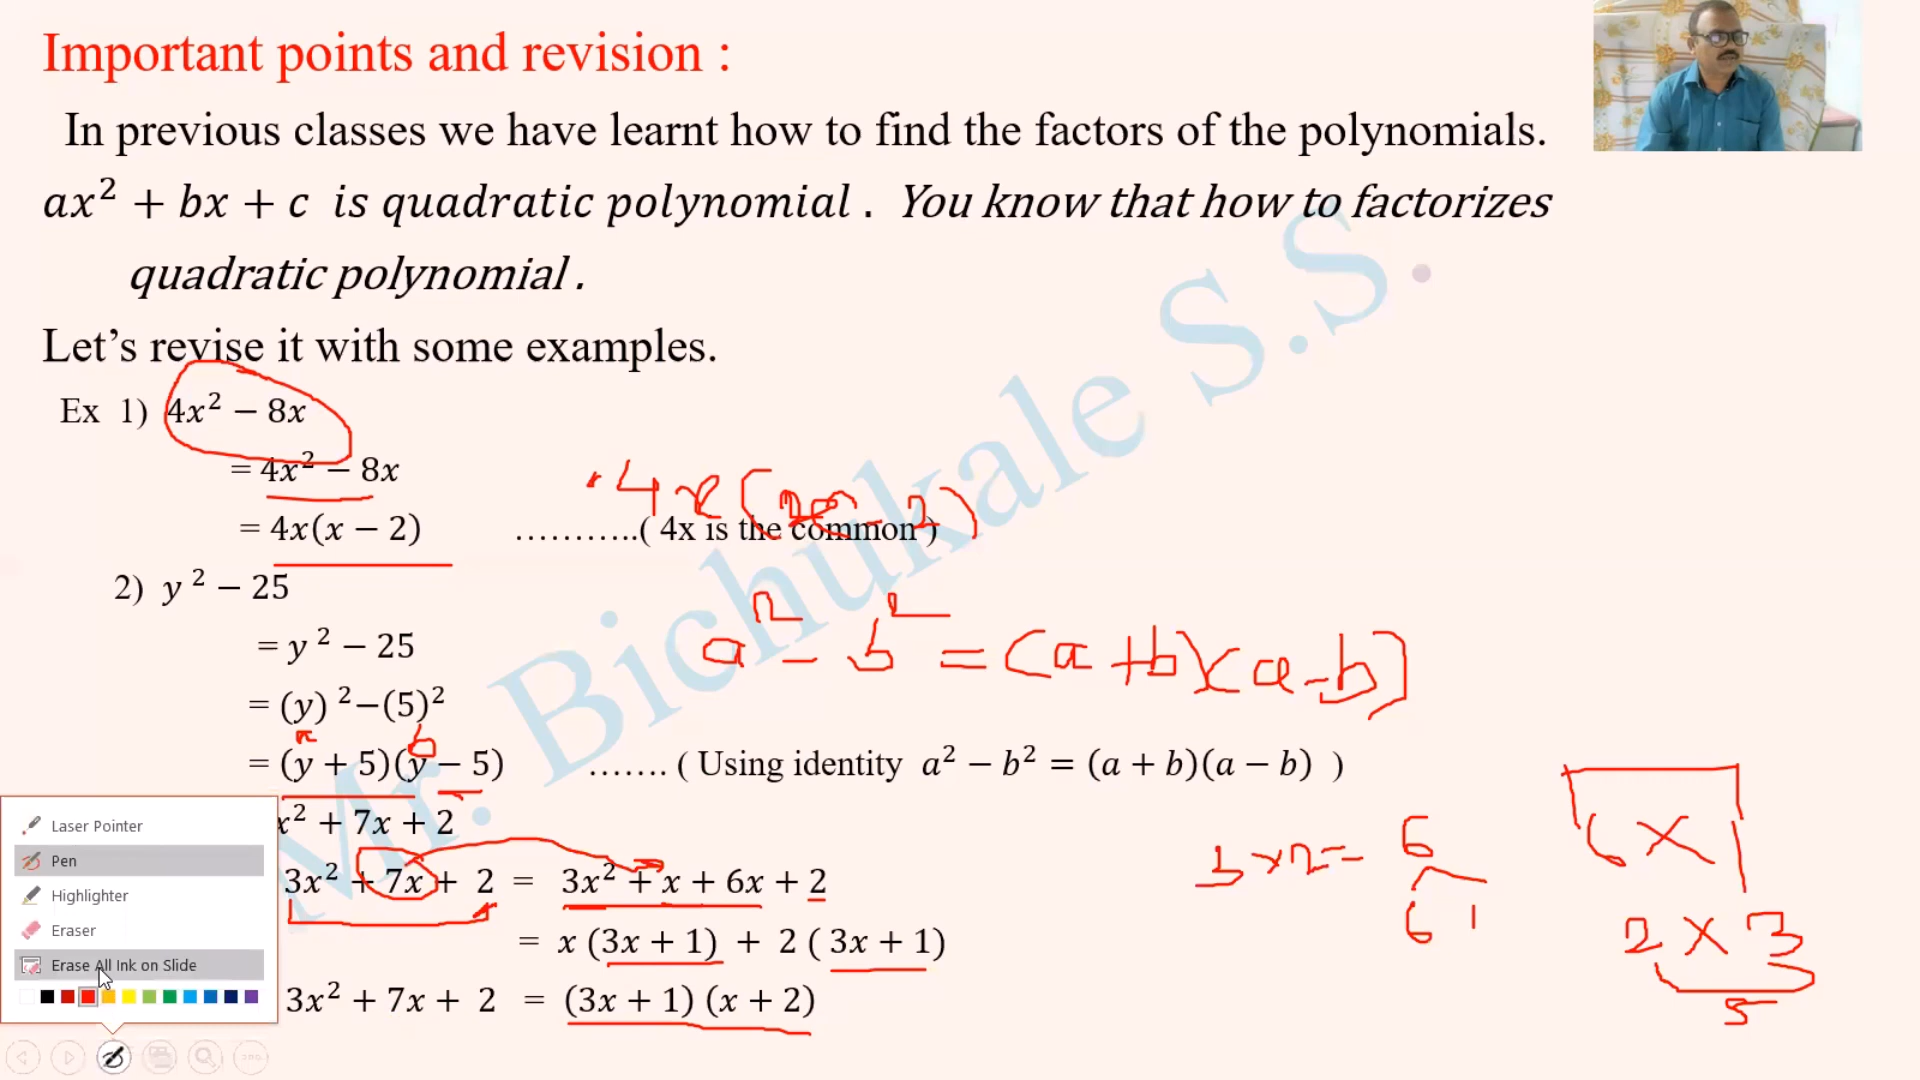 Important points and revision :
In previous classes we have learnt how to find the factors of the polynomials.
ax² + bx + c is quadratic polynomial . You know that how to factorizes
quadratic polynomial .
Let’s revise it with some examples.
Ex 1) 4x² − 8x
= 4x² − 8x
4x ( x - 2 )
= 4x(x − 2) ………..( 4x is the common )
2) y ² − 25
= y ² − 25
a² - b² = (a + b)(a - b)
= (y) ²−(5)²
a b
= (y + 5)(y − 5) ……. ( Using identity a² − b² = (a + b)(a − b) )
x² + 7x + 2
3 × 2 = 6
6 ×
3x² + 7x + 2 = 3x² + x + 6x + 2
6 1
2 × 3
= x (3x + 1) + 2 ( 3x + 1)
5
3x² + 7x + 2 = (3x + 1) (x + 2)
Laser Pointer
Pen
Highlighter
Eraser
Erase All Ink on Slide
Mr. Bichukale S.S.